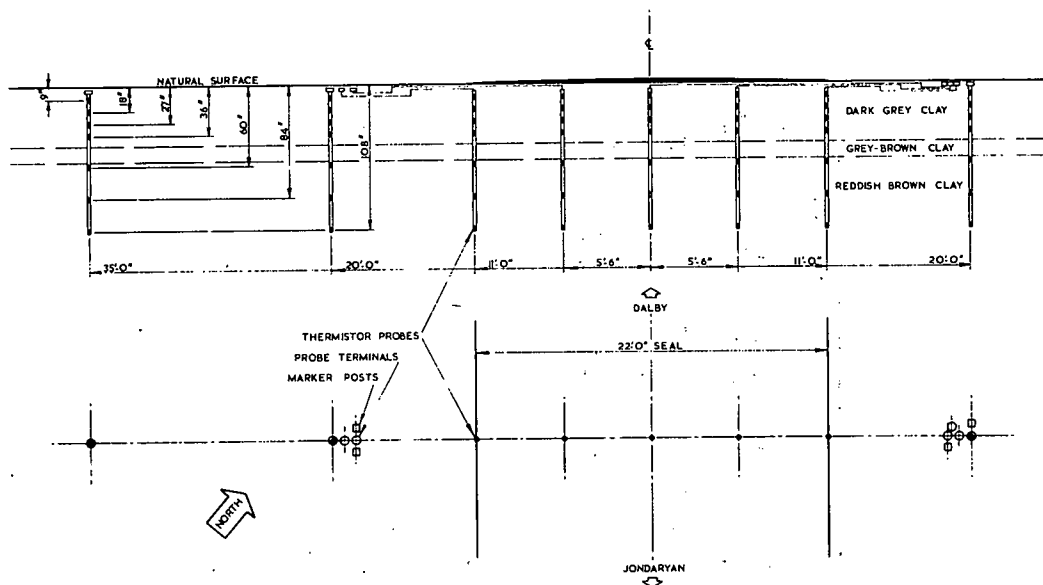 ℄
NATURAL SURFACE
9"
18"
27"
36"
60"
84"
108"
DARK GREY CLAY
GREY-BROWN CLAY
REDDISH BROWN CLAY
35'0" 20'0" 11'0" 5'6" 5'6" 11'0" 20'0"
DALBY
THERMISTOR PROBES
PROBE TERMINALS
MARKER POSTS
22'0" SEAL
NORTH
JONDARYAN